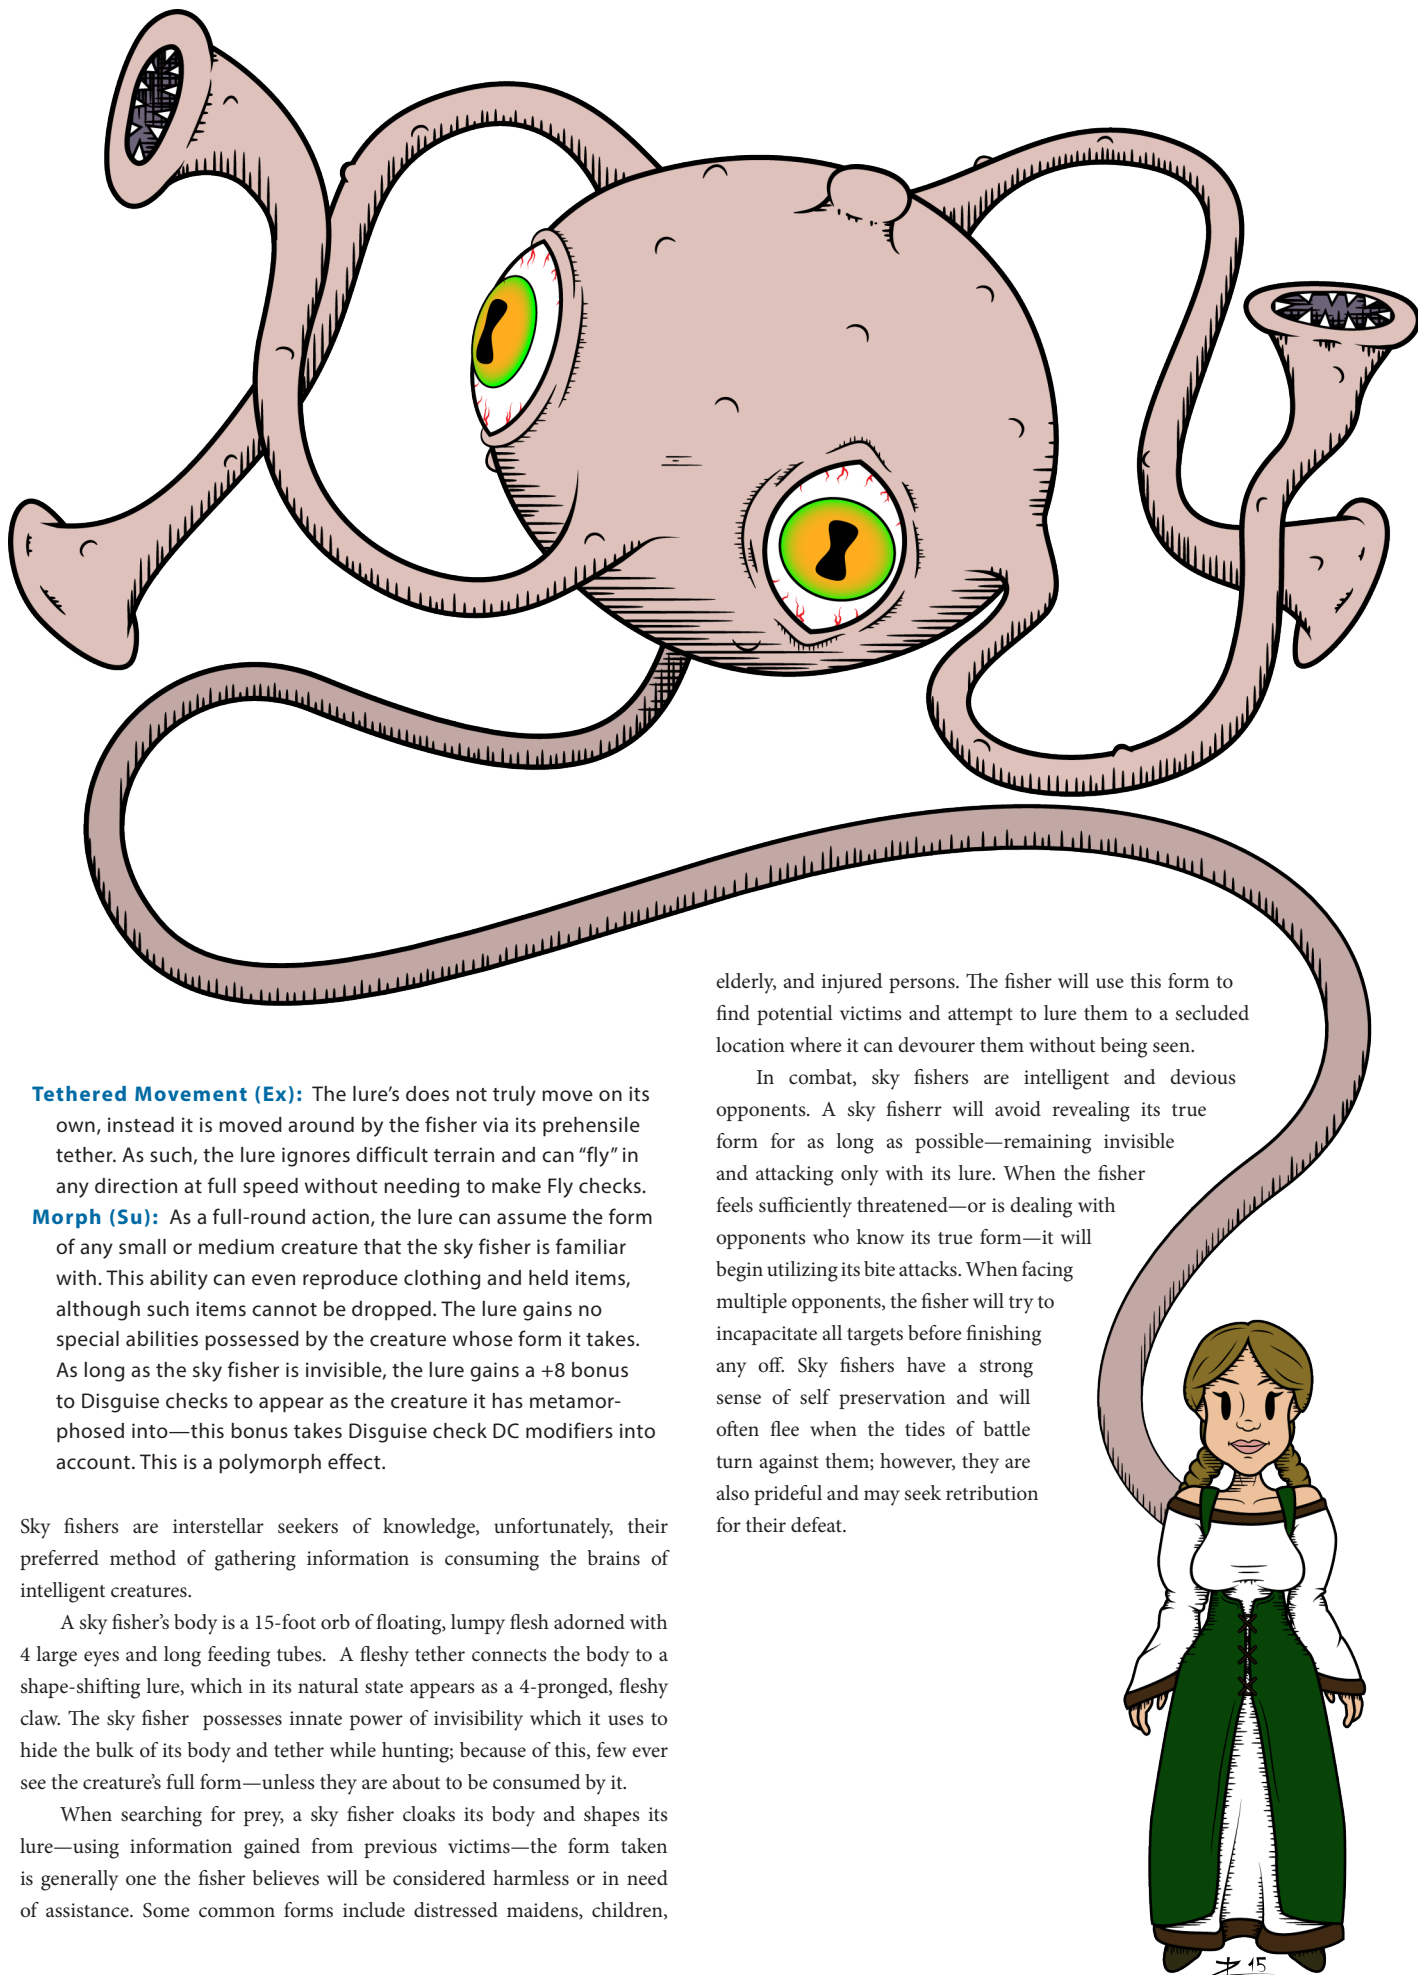 Tethered Movement (Ex): The lure's does not truly move on its
own, instead it is moved around by the fisher via its prehensile
tether. As such, the lure ignores difficult terrain and can “fly” in
any direction at full speed without needing to make Fly checks.
Morph (Su): As a full-round action, the lure can assume the form
of any small or medium creature that the sky fisher is familiar
with. This ability can even reproduce clothing and held items,
although such items cannot be dropped. The lure gains no
special abilities possessed by the creature whose form it takes.
As long as the sky fisher is invisible, the lure gains a +8 bonus
to Disguise checks to appear as the creature it has metamor-
phosed into—this bonus takes Disguise check DC modifiers into
account. This is a polymorph effect.
Sky fishers are interstellar seekers of knowledge, unfortunately, their
preferred method of gathering information is consuming the brains of
intelligent creatures.
A sky fisher’s body is a 15-foot orb of floating, lumpy flesh adorned with
4 large eyes and long feeding tubes. A fleshy tether connects the body to a
shape-shifting lure, which in its natural state appears as a 4-pronged, fleshy
claw. The sky fisher possesses innate power of invisibility which it uses to
hide the bulk of its body and tether while hunting; because of this, few ever
see the creature’s full form—unless they are about to be consumed by it.
When searching for prey, a sky fisher cloaks its body and shapes its
lure—using information gained from previous victims—the form taken
is generally one the fisher believes will be considered harmless or in need
of assistance. Some common forms include distressed maidens, children,
elderly, and injured persons. The fisher will use this form to
find potential victims and attempt to lure them to a secluded
location where it can devourer them without being seen.
In combat, sky fishers are intelligent and devious
opponents. A sky fisherr will avoid revealing its true
form for as long as possible—remaining invisible
and attacking only with its lure. When the fisher
feels sufficiently threatened—or is dealing with
opponents who know its true form—it will
begin utilizing its bite attacks. When facing
multiple opponents, the fisher will try to
incapacitate all targets before finishing
any off. Sky fishers have a strong
sense of self preservation and will
often flee when the tides of battle
turn against them; however, they are
also prideful and may seek retribution
for their defeat.
15